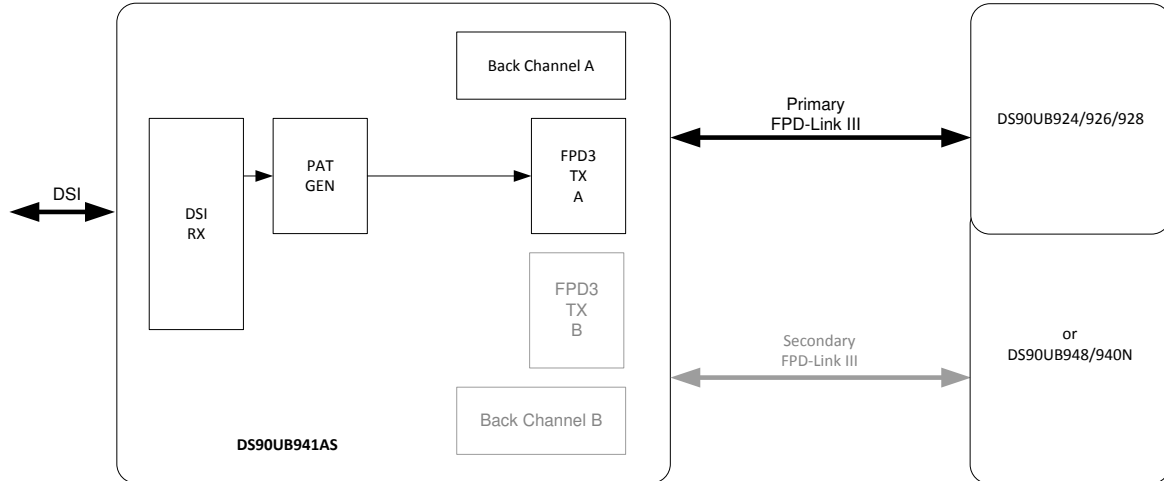 Back Channel A
Primary
FPD-Link III
DS90UB924/926/928
DSI
DSI
RX
PAT
GEN
FPD3
TX
A
FPD3
TX
B
Secondary
FPD-Link III
or
DS90UB948/940N
Back Channel B
DS90UB941AS